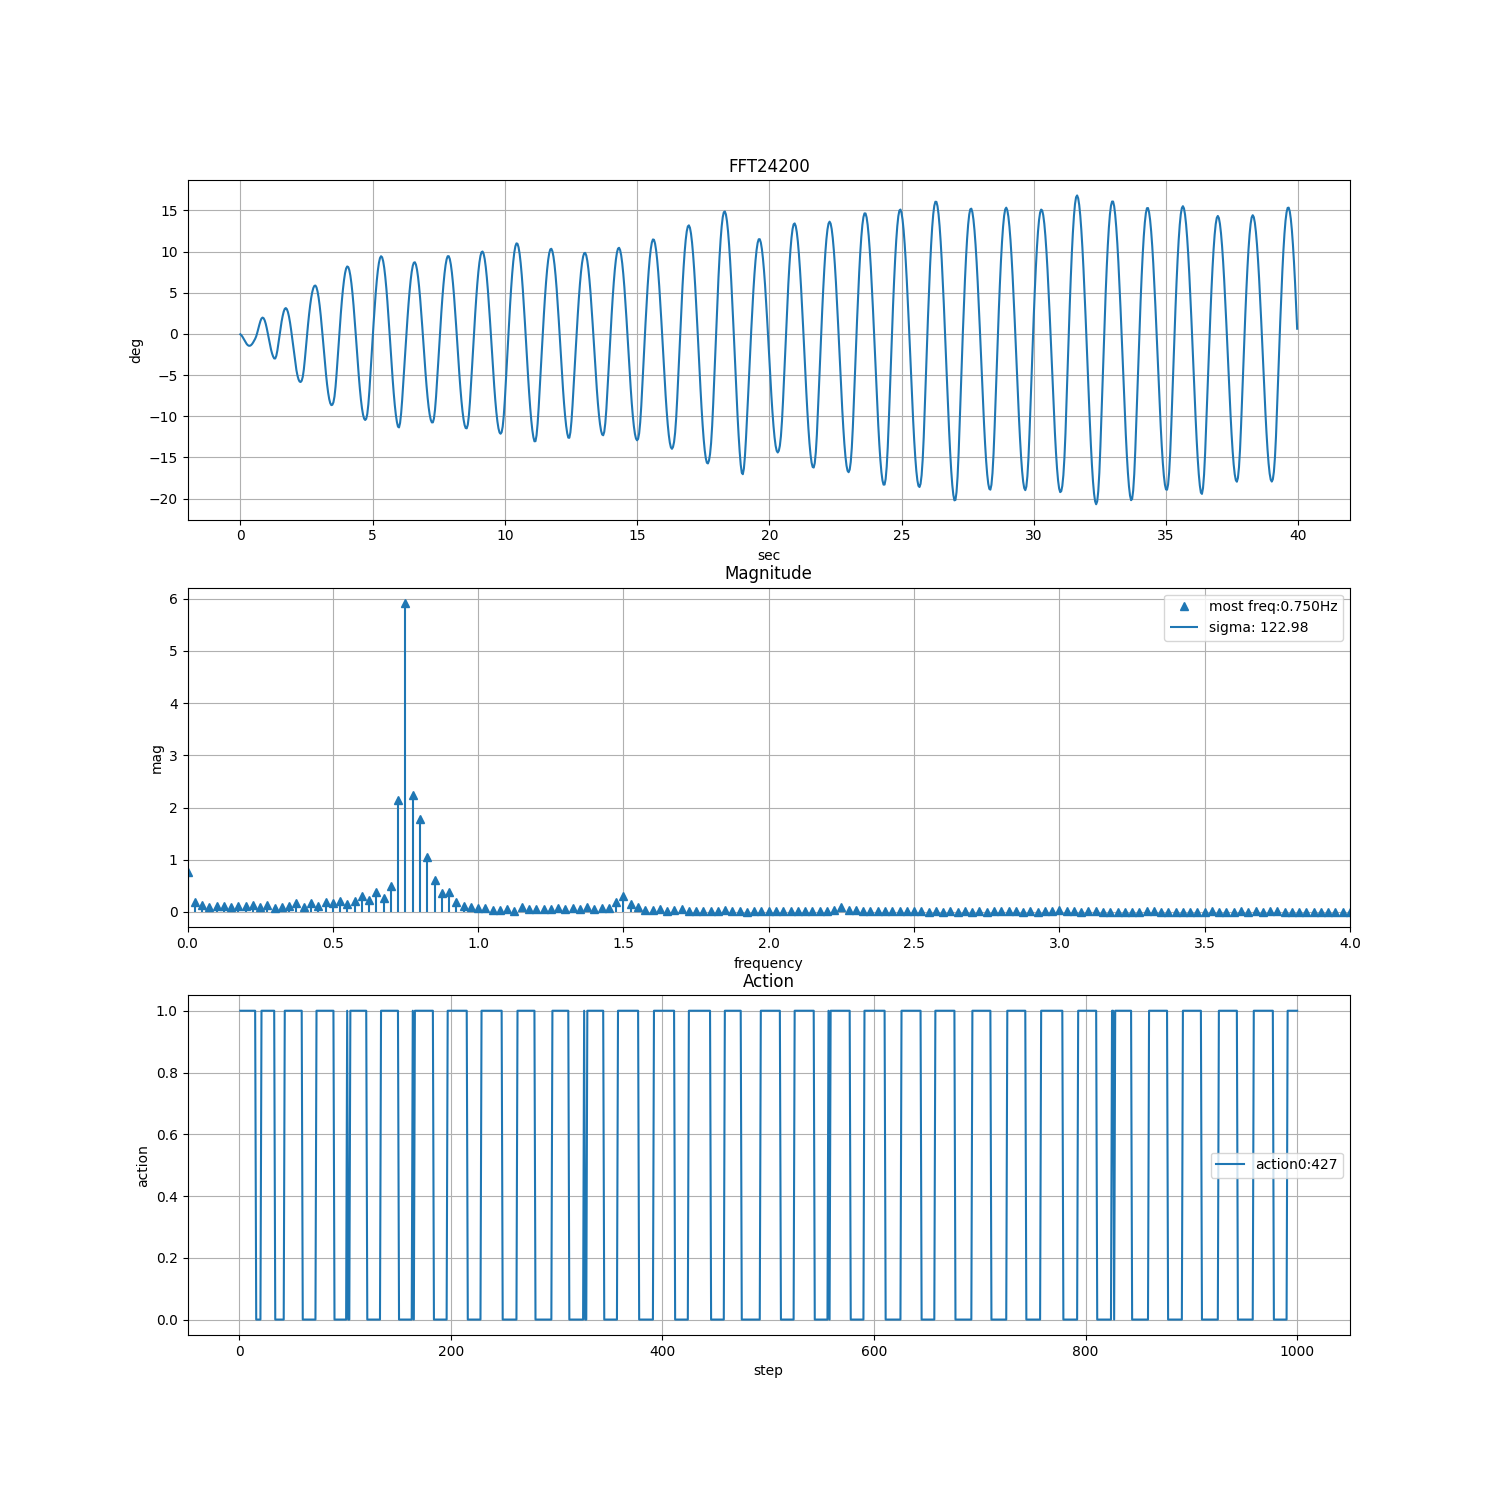 FFT24200
15
10
5
0
−5
−10
−15
−20
deg
0 5 10 15 20 25 30 35 40
sec
Magnitude
6
5
4
3
2
1
0
mag
most freq:0.750Hz
sigma: 122.98
0.0 0.5 1.0 1.5 2.0 2.5 3.0 3.5 4.0
frequency
Action
1.0
0.8
0.6
0.4
0.2
0.0
action
action0:427
0 200 400 600 800 1000
step